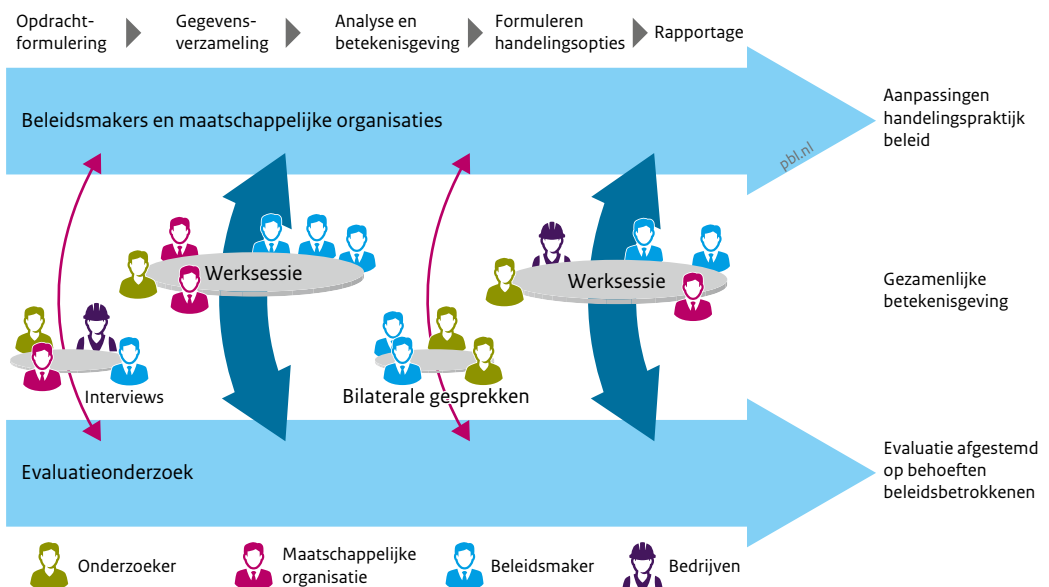 Opdracht-
formulering
Gegevens-
verzameling
Analyse en
betekenisgeving
Formuleren
handelingsopties
Rapportage
Beleidsmakers en maatschappelijke organisaties
Aanpassingen
handelingspraktijk
beleid
pbl.nl
Werksessie
Werksessie
Gezamenlijke
betekenisgeving
Interviews
Bilaterale gesprekken
Evaluatieonderzoek
Evaluatie afgestemd
op behoeften
beleidsbetrokkenen
Onderzoeker
Maatschappelijke
organisatie
Beleidsmaker
Bedrijven